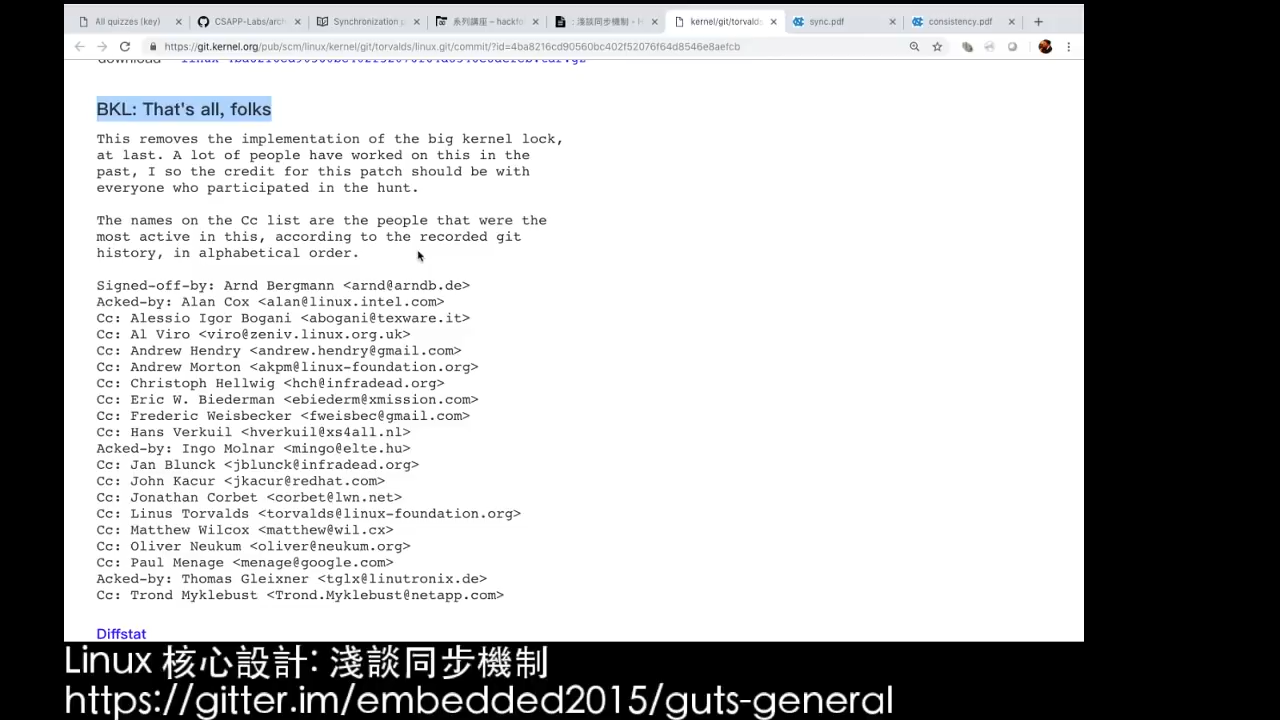 All qizzes (key)
CSAPP-Labs/arch
Synchronization p
系列講座 - hackfo
: 淺談同步機制 - H
kernel/git/torvalds
sync.pdf
consistency.pdf
https://git.kernel.org/pub/scm/linux/kernel/git/torvalds/linux.git/commit/?id=4ba8216cd90560bc402f52076f64d8546e8aefcb
download linux-4ba8216cd90560bc402f52076f64d8546e8aefcb.tar.gz
BKL: That's all, folks
This removes the implementation of the big kernel lock,
at last. A lot of people have worked on this in the
past, I so the credit for this patch should be with
everyone who participated in the hunt.
The names on the Cc list are the people that were the
most active in this, according to the recorded git
history, in alphabetical order.
Signed-off-by: Arnd Bergmann <arnd@arndb.de>
Acked-by: Alan Cox <alan@linux.intel.com>
Cc: Alessio Igor Bogani <abogani@texware.it>
Cc: Al Viro <viro@zeniv.linux.org.uk>
Cc: Andrew Hendry <andrew.hendry@gmail.com>
Cc: Andrew Morton <akpm@linux-foundation.org>
Cc: Christoph Hellwig <hch@infradead.org>
Cc: Eric W. Biederman <ebiederm@xmission.com>
Cc: Frederic Weisbecker <fweisbec@gmail.com>
Cc: Hans Verkuil <hverkuil@xs4all.nl>
Acked-by: Ingo Molnar <mingo@elte.hu>
Cc: Jan Blunck <jblunck@infradead.org>
Cc: John Kacur <jkacur@redhat.com>
Cc: Jonathan Corbet <corbet@lwn.net>
Cc: Linus Torvalds <torvalds@linux-foundation.org>
Cc: Matthew Wilcox <matthew@wil.cx>
Cc: Oliver Neukum <oliver@neukum.org>
Cc: Paul Menage <menage@google.com>
Acked-by: Thomas Gleixner <tglx@linutronix.de>
Cc: Trond Myklebust <Trond.Myklebust@netapp.com>
Diffstat
Linux 核心設計: 淺談同步機制
https://gitter.im/embedded2015/guts-general